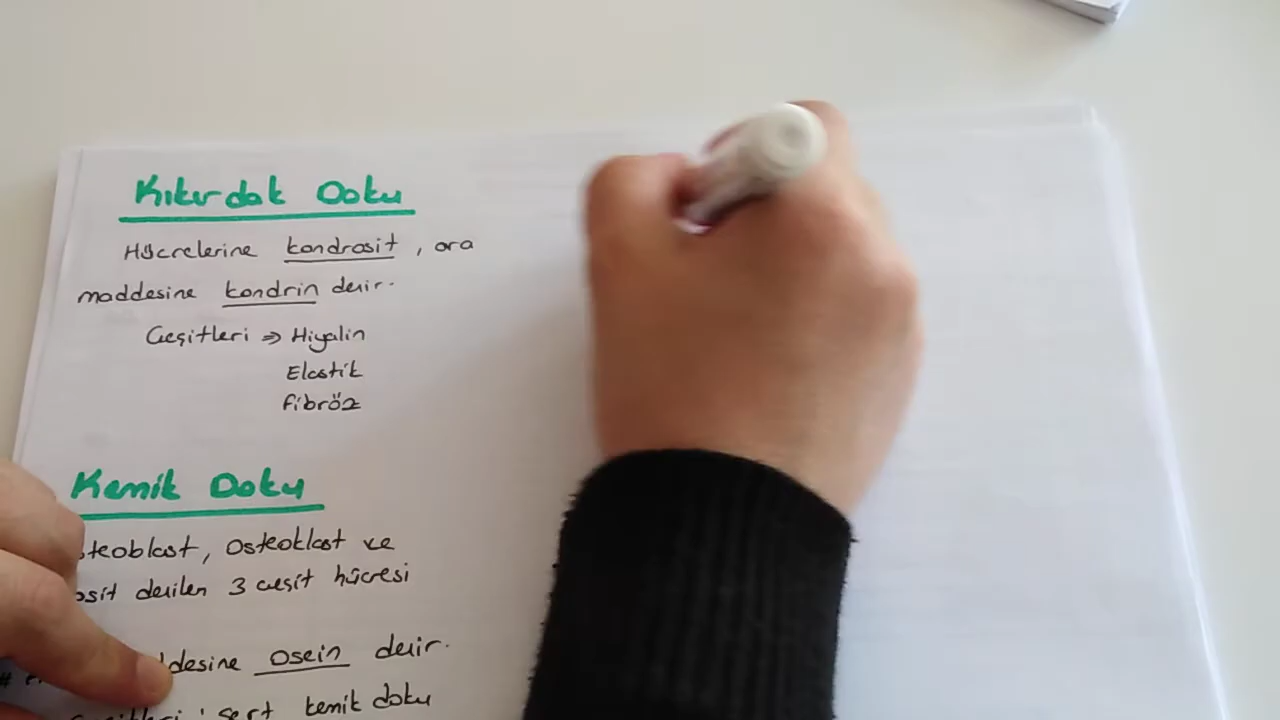 Kıkırdak Doku
Hücrelerine kondrosit, ara
maddesine kondrin denir.
Çeşitleri ⇒ Hiyalin
Elastik
fibröz
Kemik Doku
teoblast, Osteoklast ve
osit denilen 3 çeşit hücresi
ddesine Osein denir.
sert kemik doku